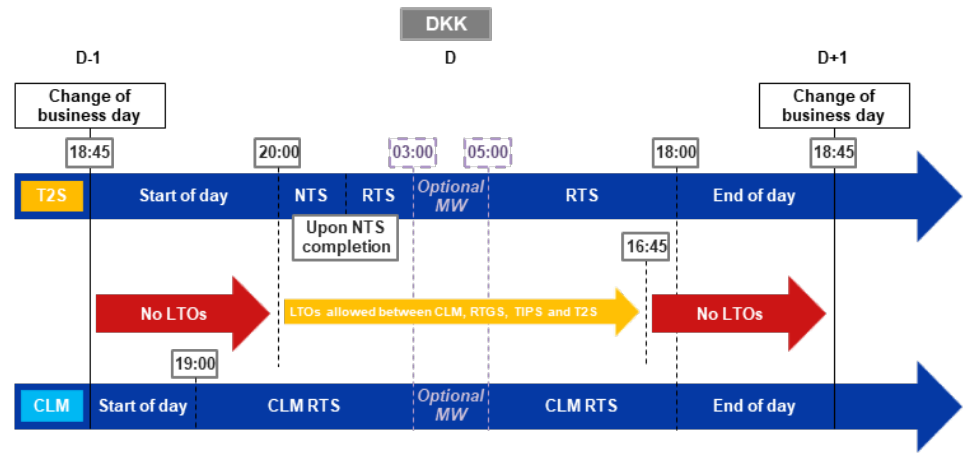 DKK
D-1
D
D+1
Change of
business day
Change of
business day
18:45
20:00
03:00
05:00
18:00
18:45
T2S
Start of day
NTS
RTS
Optional
MW
RTS
End of day
Upon NTS
completion
16:45
No LTOs
LTOs allowed between CLM, RTGS, TIPS and T2S
No LTOs
19:00
CLM
Start of day
CLM RTS
Optional
MW
CLM RTS
End of day